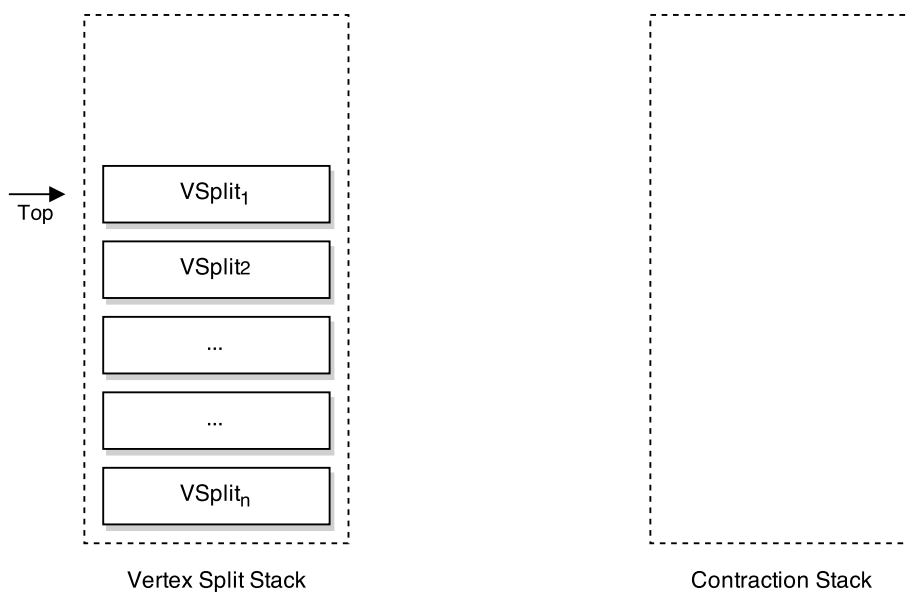 VSplit1
Top
VSplit2
...
...
VSplitn
Vertex Split Stack
Contraction Stack